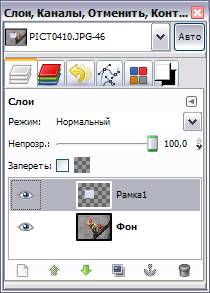 Слои, Каналы, Отменить, Конт...
PICT0410.JPG-46
Авто
Слои
Режим: Нормальный
Непрозр.: 100,0
Запереть:
Рамка1
Фон